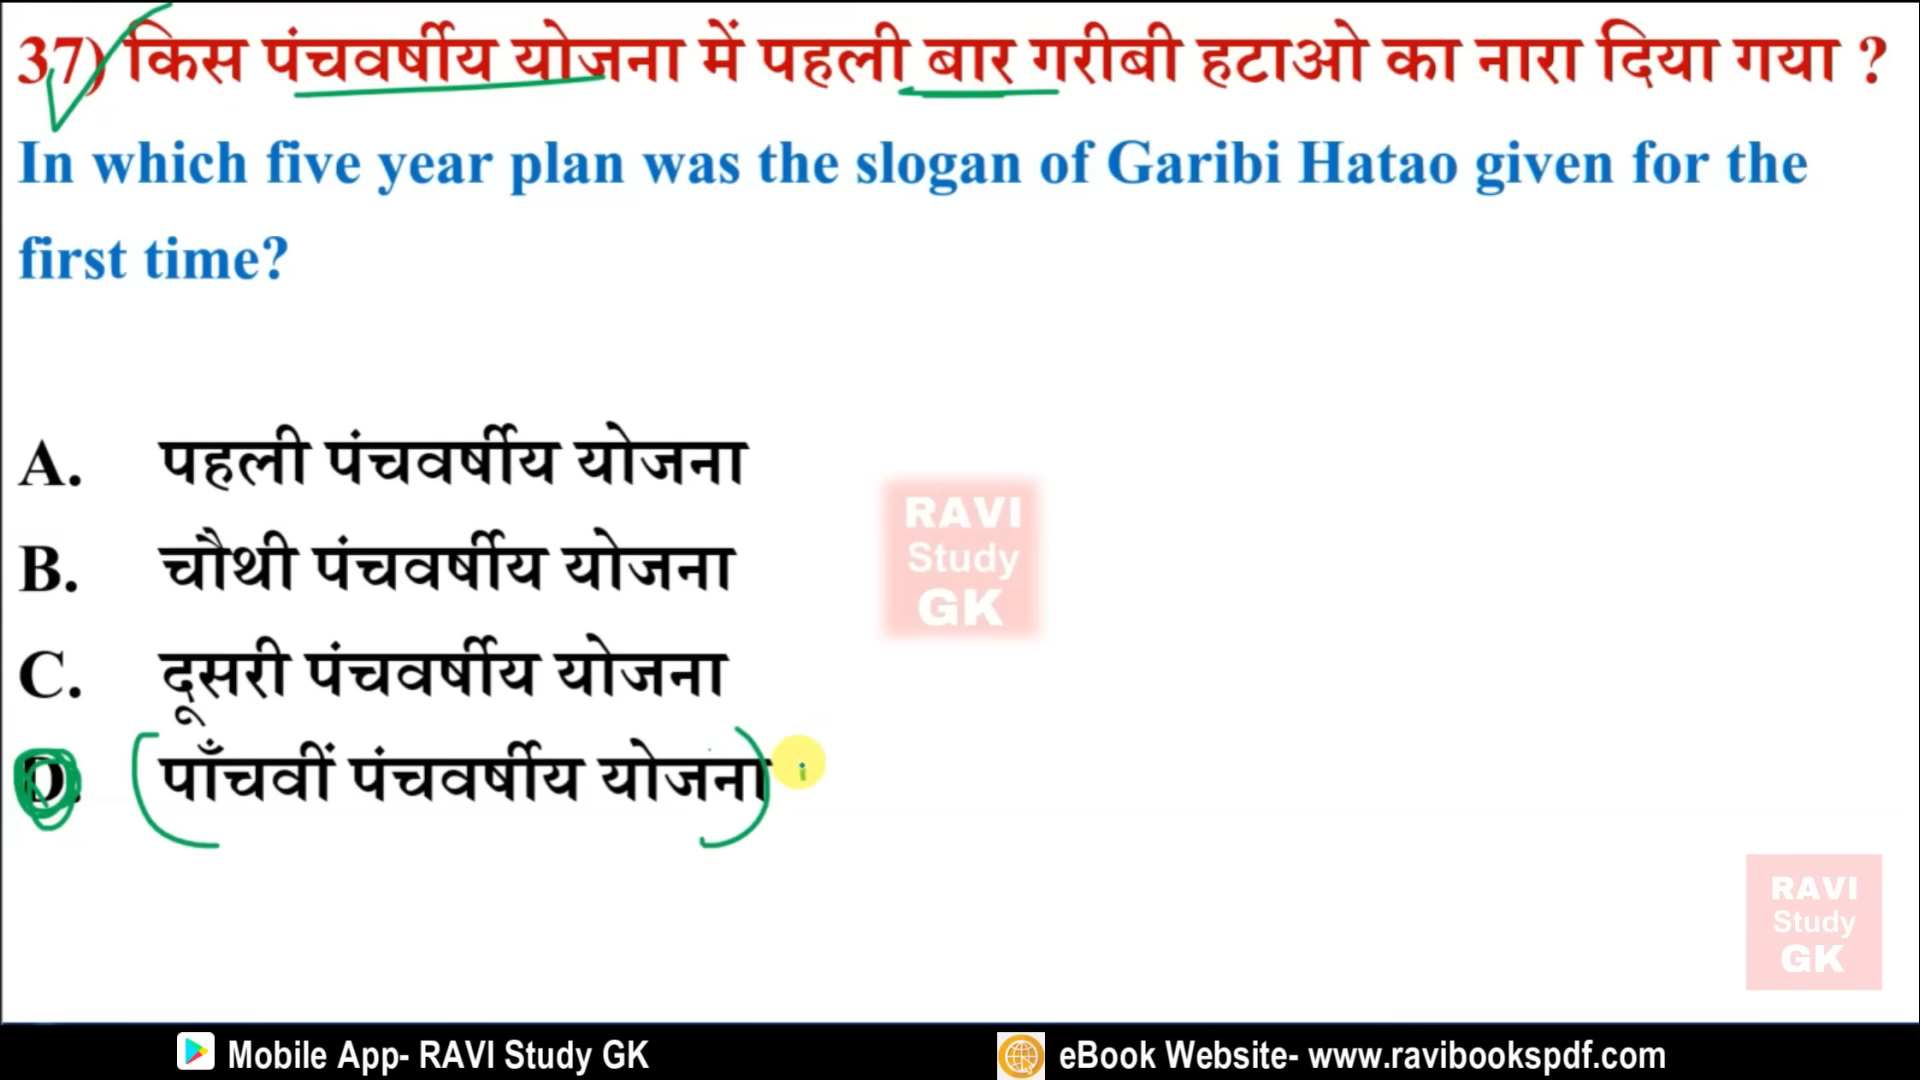 37) किस पंचवर्षीय योजना में पहली बार गरीबी हटाओ का नारा दिया गया ?
In which five year plan was the slogan of Garibi Hatao given for the
first time?
A. पहली पंचवर्षीय योजना
B. चौथी पंचवर्षीय योजना
C. दूसरी पंचवर्षीय योजना
D. पाँचवीं पंचवर्षीय योजना
RAVI
Study
GK
RAVI
Study
GK
Mobile App- RAVI Study GK
eBook Website- www.ravibookspdf.com